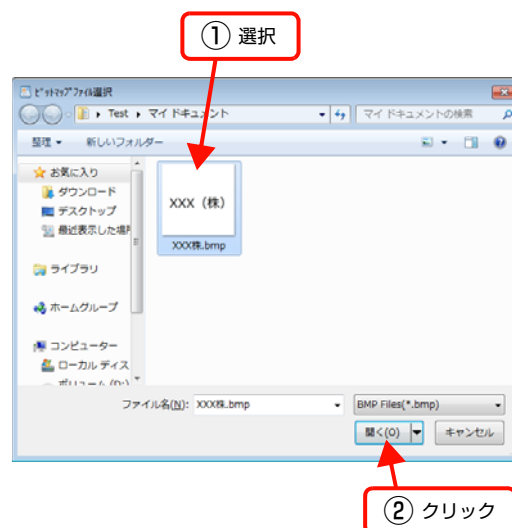 ① 選択
ビットマップファイル選択
Test
マイ ドキュメント
マイ ドキュメントの検索
整理
新しいフォルダー
お気に入り
ダウンロード
デスクトップ
最近表示した場所
ライブラリ
ホームグループ
コンピューター
ローカル ディス
ボリューム (D:)
XXX（株）
XXX株.bmp
ファイル名(N): XXX株.bmp
BMP Files(*.bmp)
開く(O)
キャンセル
② クリック